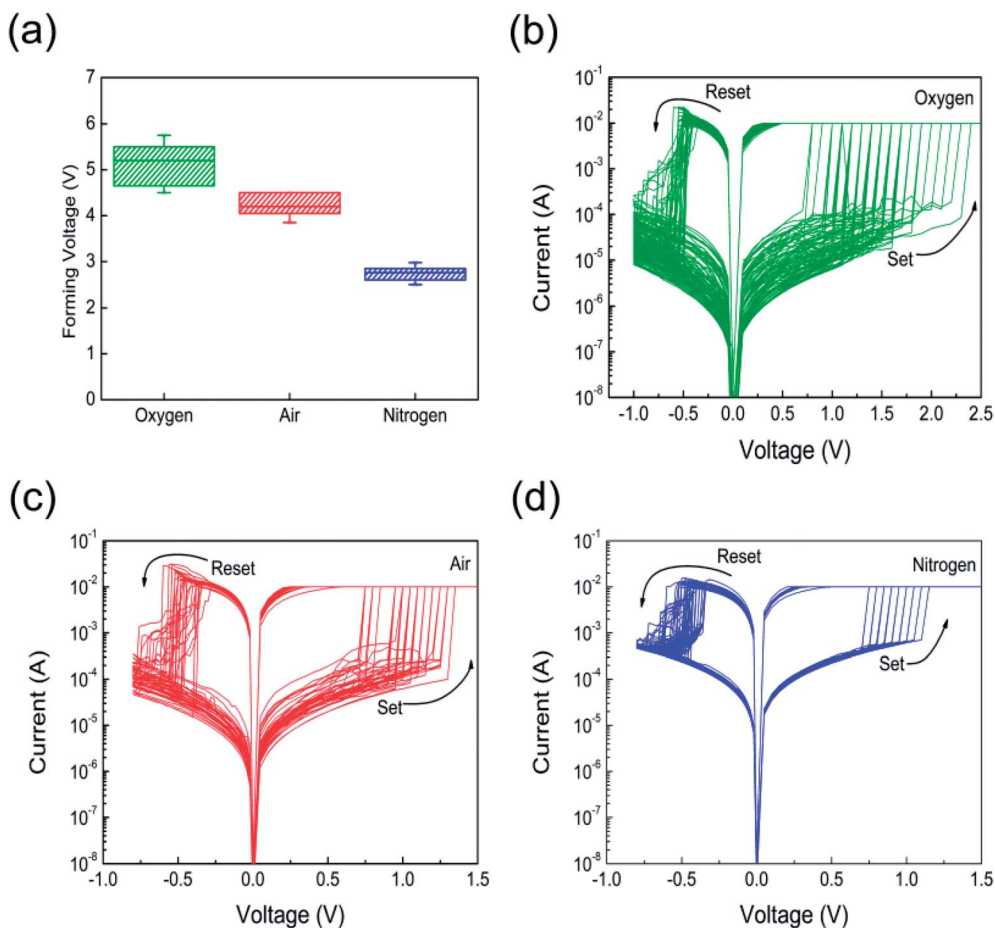 (a)
7
6
5
4
3
2
1
0
Forming Voltage (V)
Oxygen Air Nitrogen
(b)
10⁻¹
10⁻²
10⁻³
10⁻⁴
10⁻⁵
10⁻⁶
10⁻⁷
10⁻⁸
Current (A)
Reset
Oxygen
Set
-1.0 -0.5 0.0 0.5 1.0 1.5 2.0 2.5
Voltage (V)
(c)
10⁻¹
10⁻²
10⁻³
10⁻⁴
10⁻⁵
10⁻⁶
10⁻⁷
10⁻⁸
Current (A)
Reset
Air
Set
-1.0 -0.5 0.0 0.5 1.0 1.5
Voltage (V)
(d)
10⁻¹
10⁻²
10⁻³
10⁻⁴
10⁻⁵
10⁻⁶
10⁻⁷
10⁻⁸
Current (A)
Reset
Nitrogen
Set
-1.0 -0.5 0.0 0.5 1.0 1.5
Voltage (V)